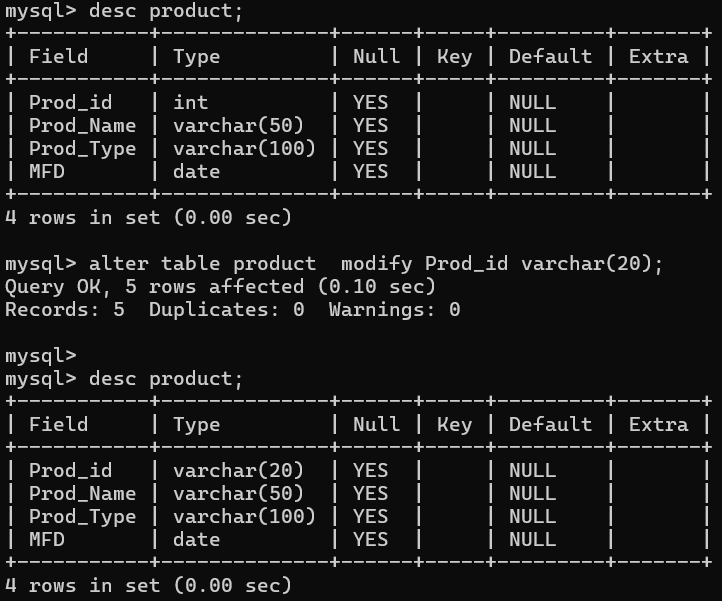 mysql> desc product;
+-----------+--------------+------+-----+---------+-------+
| Field     | Type         | Null | Key | Default | Extra |
+-----------+--------------+------+-----+---------+-------+
| Prod_id   | int          | YES  |     | NULL    |       |
| Prod_Name | varchar(50)  | YES  |     | NULL    |       |
| Prod_Type | varchar(100) | YES  |     | NULL    |       |
| MFD       | date         | YES  |     | NULL    |       |
+-----------+--------------+------+-----+---------+-------+
4 rows in set (0.00 sec)

mysql> alter table product  modify Prod_id varchar(20);
Query OK, 5 rows affected (0.10 sec)
Records: 5  Duplicates: 0  Warnings: 0

mysql>
mysql> desc product;
+-----------+--------------+------+-----+---------+-------+
| Field     | Type         | Null | Key | Default | Extra |
+-----------+--------------+------+-----+---------+-------+
| Prod_id   | varchar(20)  | YES  |     | NULL    |       |
| Prod_Name | varchar(50)  | YES  |     | NULL    |       |
| Prod_Type | varchar(100) | YES  |     | NULL    |       |
| MFD       | date         | YES  |     | NULL    |       |
+-----------+--------------+------+-----+---------+-------+
4 rows in set (0.00 sec)